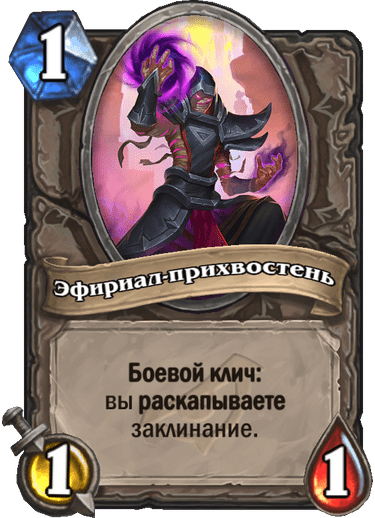 1
Эфириал-прихвостень
Боевой клич:
вы раскапываете
заклинание.
1
1